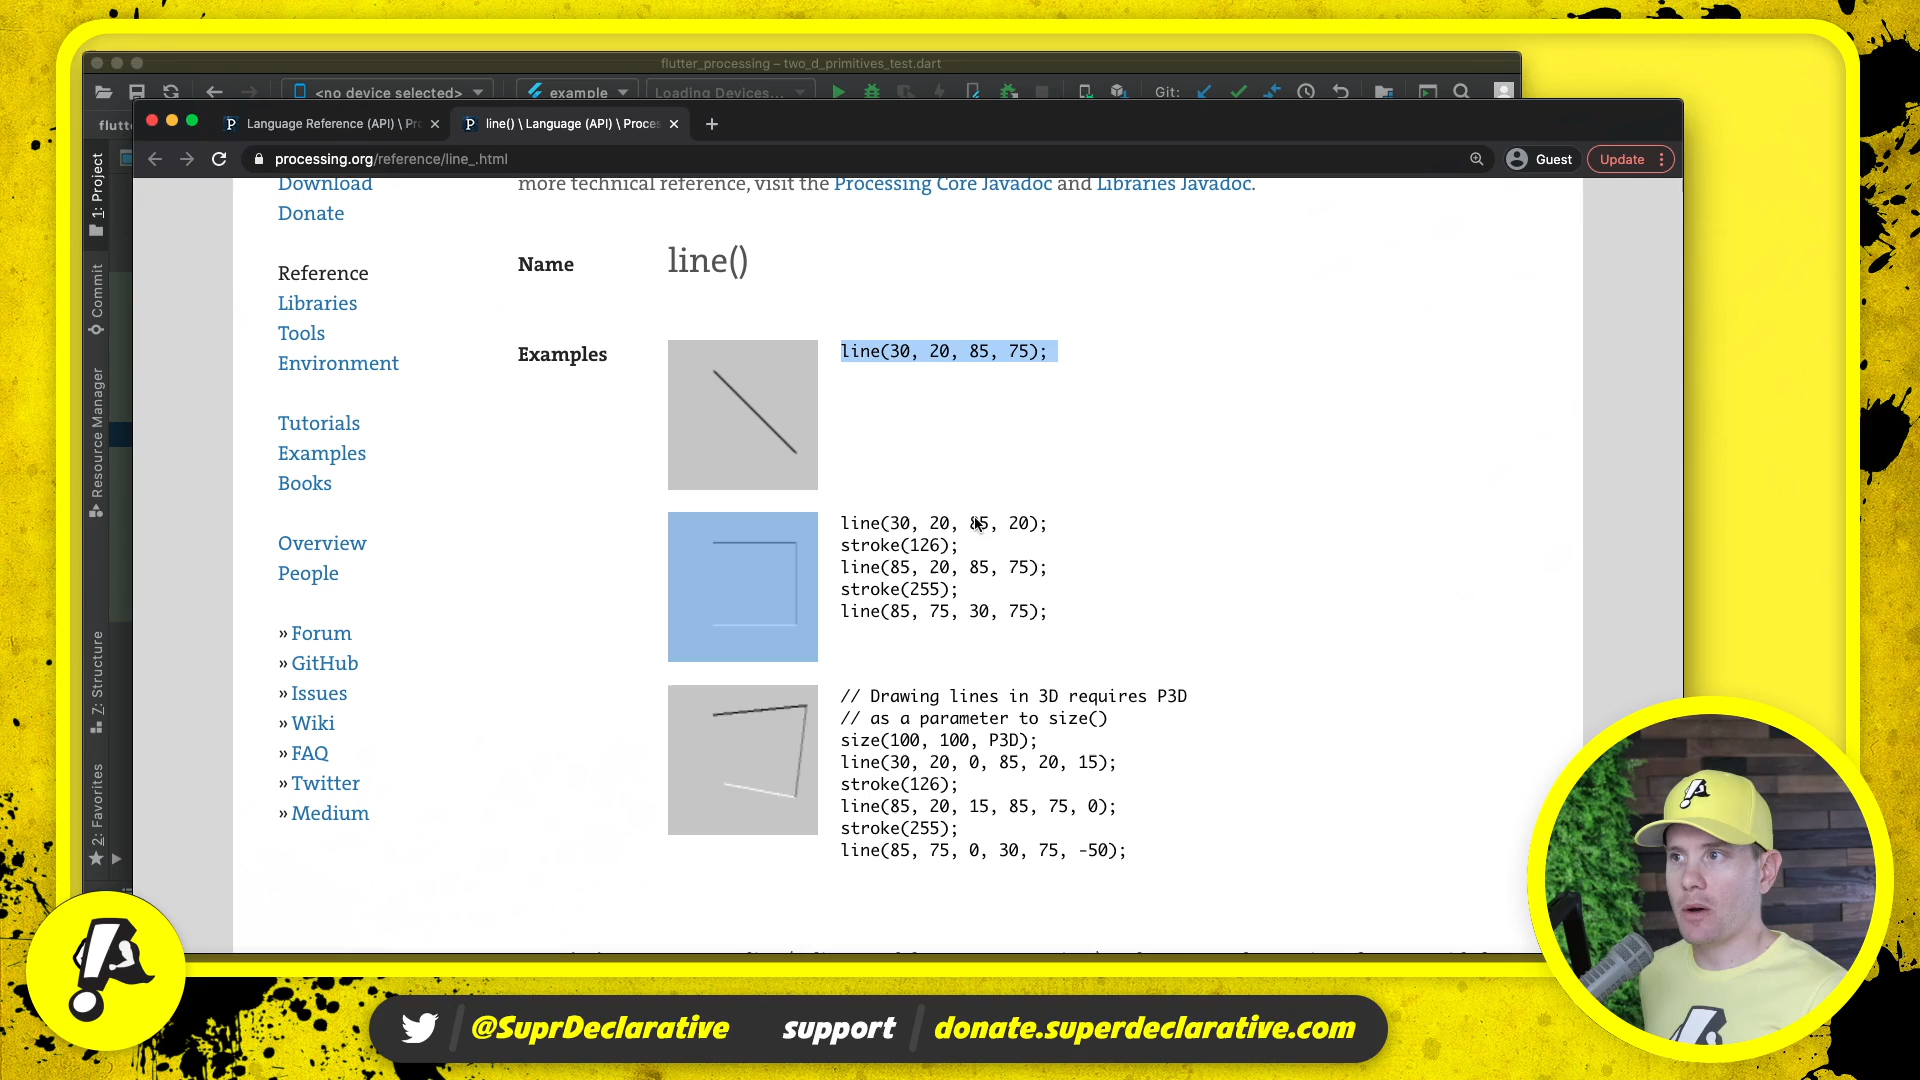 flutter_processing – two_d_primitives_test.dart
<no device selected>
example
Loading Devices...
Git:
flutt
Language Reference (API) \ Pr
line() \ Language (API) \ Proce
processing.org/reference/line_.html
Guest
Update
1: Project
Commit
Resource Manager
7: Structure
2: Favorites
Download
Donate
Reference
Libraries
Tools
Environment
Tutorials
Examples
Books
Overview
People
» Forum
» GitHub
» Issues
» Wiki
» FAQ
» Twitter
» Medium
more technical reference, visit the Processing Core Javadoc and Libraries Javadoc.
Name
line()
Examples
line(30, 20, 85, 75);
line(30, 20, 85, 20);
stroke(126);
line(85, 20, 85, 75);
stroke(255);
line(85, 75, 30, 75);
// Drawing lines in 3D requires P3D
// as a parameter to size()
size(100, 100, P3D);
line(30, 20, 0, 85, 20, 15);
stroke(126);
line(85, 20, 15, 85, 75, 0);
stroke(255);
line(85, 75, 0, 30, 75, -50);
@SuprDeclarative
support
donate.superdeclarative.com